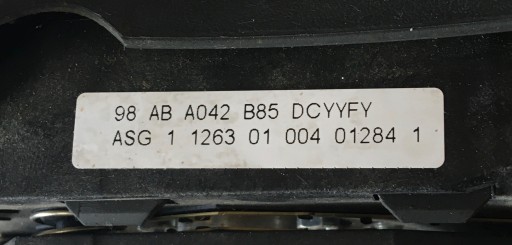 98 AB A042 B85 DCYYFY
ASG 1 1263 01 004 01284 1